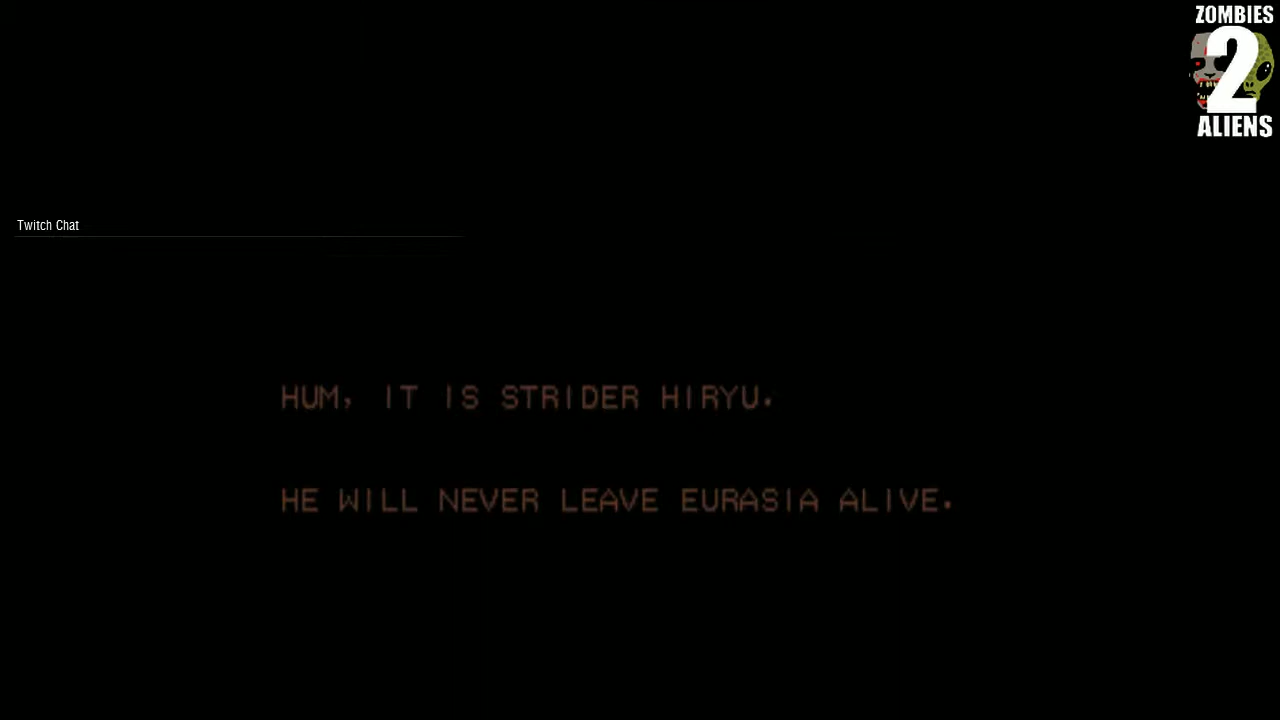 ZOMBIES
2
ALIENS
Twitch Chat
HUM, IT IS STRIDER HIRYU.
HE WILL NEVER LEAVE EURASIA ALIVE.